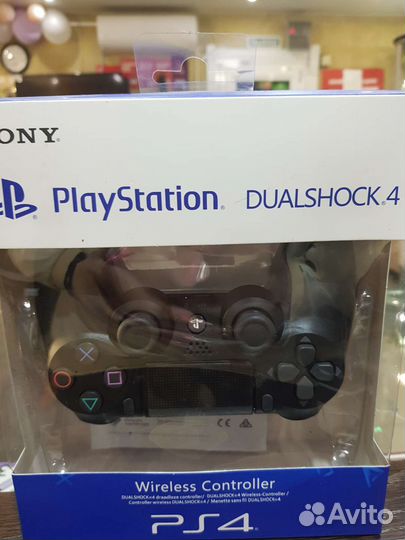 SONY
PlayStation® DUALSHOCK®4
Wireless Controller
DUALSHOCK®4 draadloze controller/ DUALSHOCK®4 Wireless-Controller/
Controller wireless DUALSHOCK®4/ Manette sans fil DUALSHOCK®4
PS4
Avito